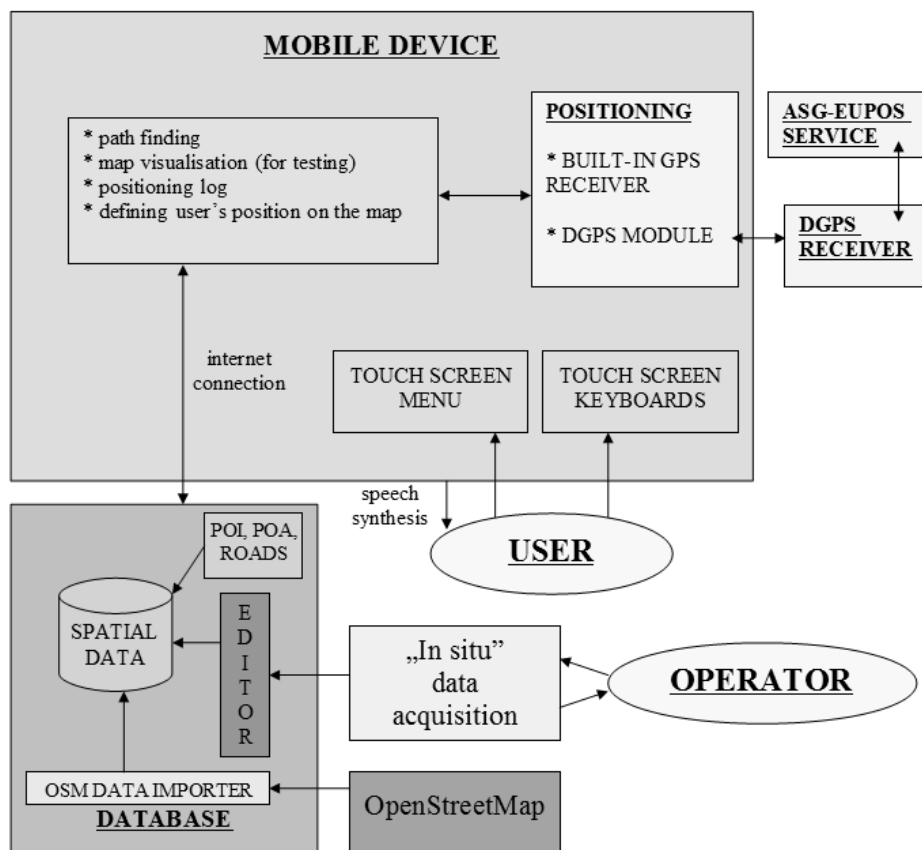 MOBILE DEVICE
* path finding
* map visualisation (for testing)
* positioning log
* defining user's position on the map
POSITIONING
* BUILT-IN GPS
RECEIVER
* DGPS MODULE
ASG-EUPOS
SERVICE
DGPS
RECEIVER
internet
connection
TOUCH SCREEN
MENU
TOUCH SCREEN
KEYBOARDS
speech
synthesis
USER
POI, POA,
ROADS
SPATIAL
DATA
E
D
I
T
O
R
„In situ”
data
acquisition
OPERATOR
OSM DATA IMPORTER
DATABASE
OpenStreetMap